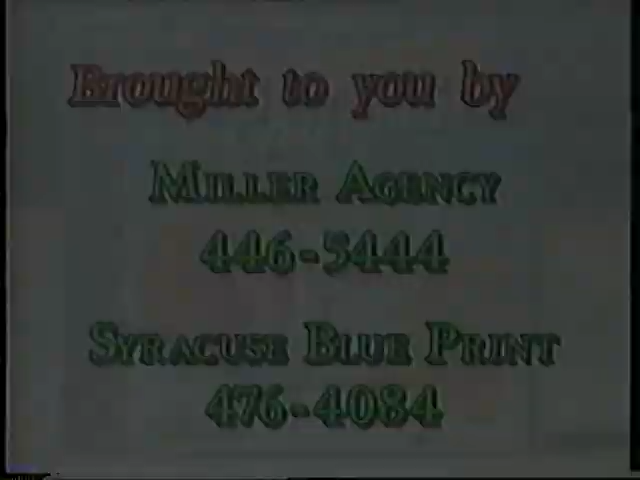 Brought to you by
MILLER AGENCY
446-5444
SYRACUSE BLUE PRINT
476-4084